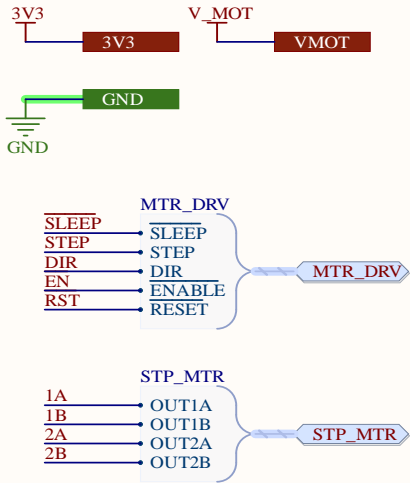 3V3 V_MOT
3V3 VMOT
GND
GND
MTR_DRV
SLEEP SLEEP
STEP STEP
DIR DIR MTR_DRV
EN ENABLE
RST RESET
STP_MTR
1A OUT1A
1B OUT1B
2A OUT2A STP_MTR
2B OUT2B